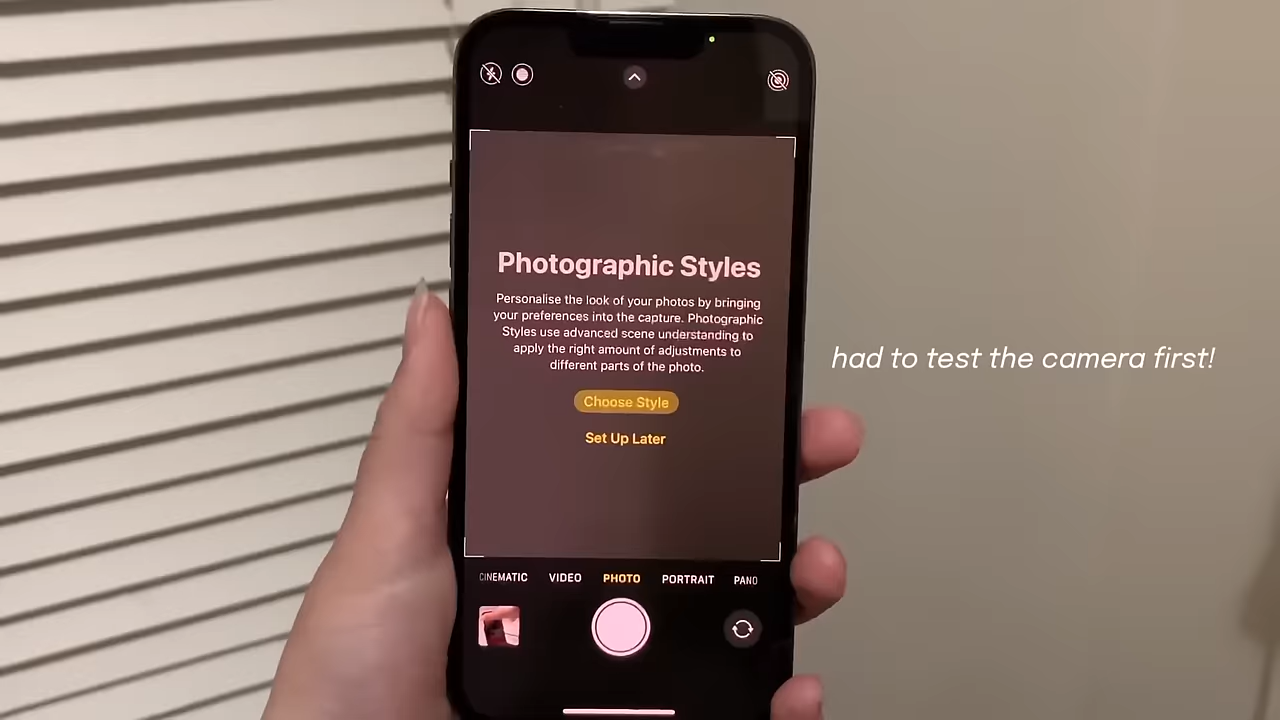 Photographic Styles
Personalise the look of your photos by bringing
your preferences into the capture. Photographic
Styles use advanced scene understanding to
apply the right amount of adjustments to
different parts of the photo.
Choose Style
Set Up Later
had to test the camera first!
CINEMATIC VIDEO PHOTO PORTRAIT PANO